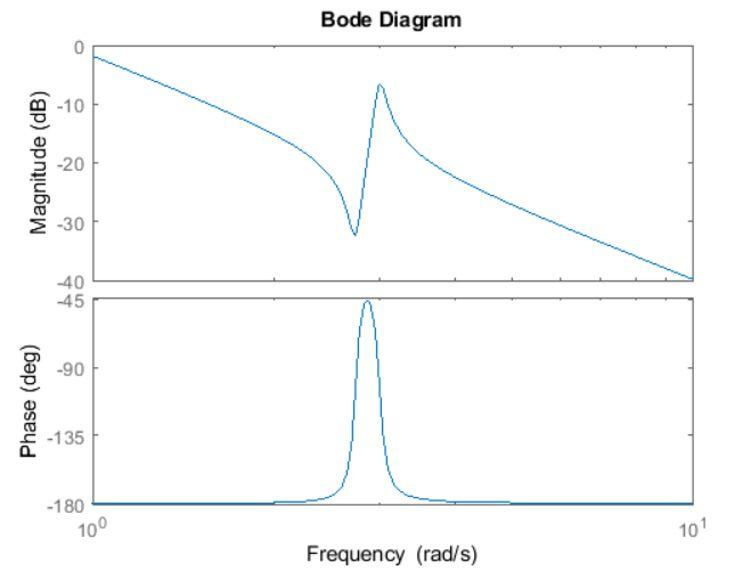 Bode Diagram
Magnitude (dB)
0
-10
-20
-30
-40
Phase (deg)
-45
-90
-135
-180
10^0
10^1
Frequency (rad/s)